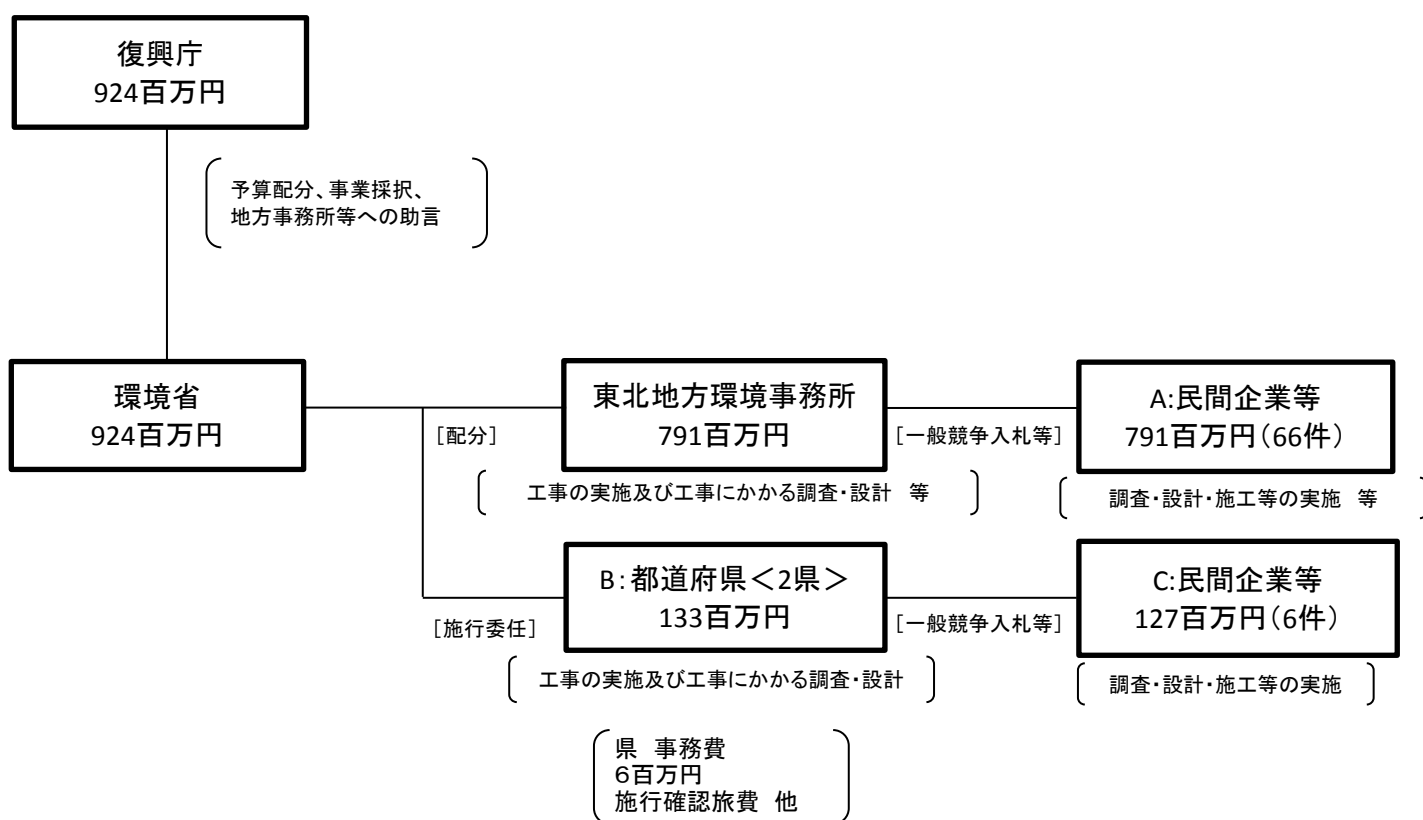 復興庁
924百万円
予算配分、事業採択、
地方事務所等への助言
環境省
924百万円
[配分]
東北地方環境事務所
791百万円
[一般競争入札等]
A:民間企業等
791百万円(66件)
工事の実施及び工事にかかる調査・設計　等
調査・設計・施工等の実施　等
[施行委任]
B:都道府県<2県>
133百万円
[一般競争入札等]
C:民間企業等
127百万円(6件)
工事の実施及び工事にかかる調査・設計
調査・設計・施工等の実施
県　事務費
6百万円
施行確認旅費　他